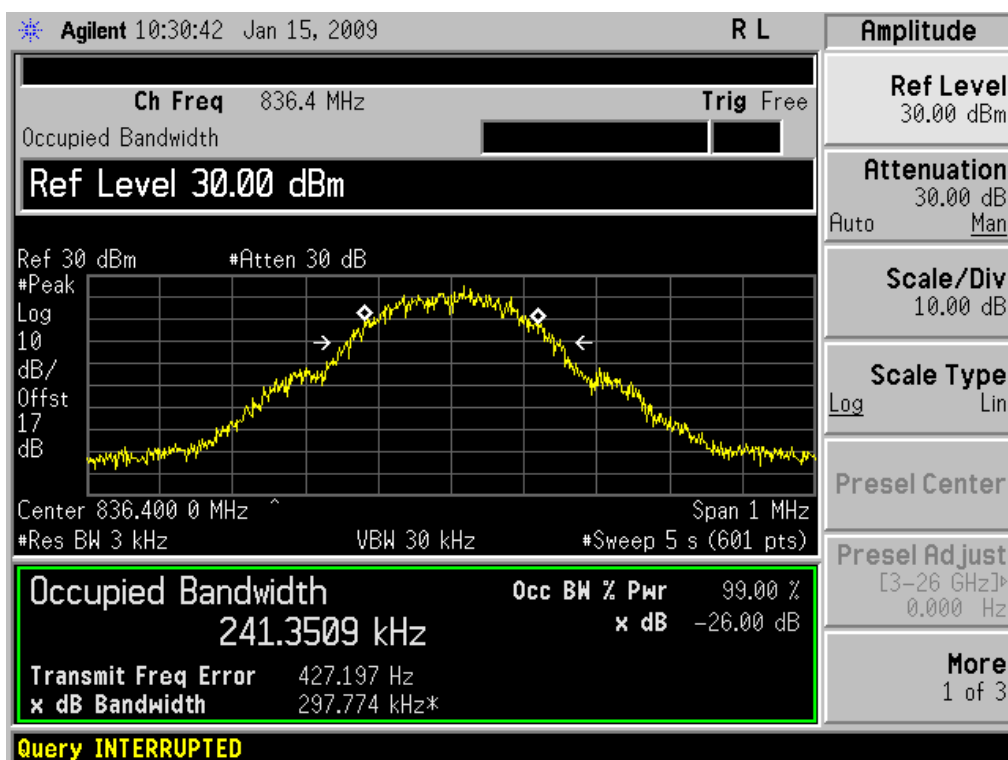 Agilent 10:30:42 Jan 15, 2009 R L
Ch Freq 836.4 MHz Trig Free
Occupied Bandwidth
Ref Level 30.00 dBm
Ref 30 dBm #Atten 30 dB
#Peak
Log
10
dB/
Offst
17
dB
Center 836.400 0 MHz ^ Span 1 MHz
#Res BW 3 kHz VBW 30 kHz #Sweep 5 s (601 pts)
Occupied Bandwidth Occ BW % Pwr 99.00 %
241.3509 kHz x dB -26.00 dB
Transmit Freq Error 427.197 Hz
x dB Bandwidth 297.774 kHz*
Query INTERRUPTED
Amplitude
Ref Level
30.00 dBm
Attenuation
30.00 dB
Auto Man
Scale/Div
10.00 dB
Scale Type
Log Lin
Presel Center
Presel Adjust
[3-26 GHz]
0.000 Hz
More
1 of 3